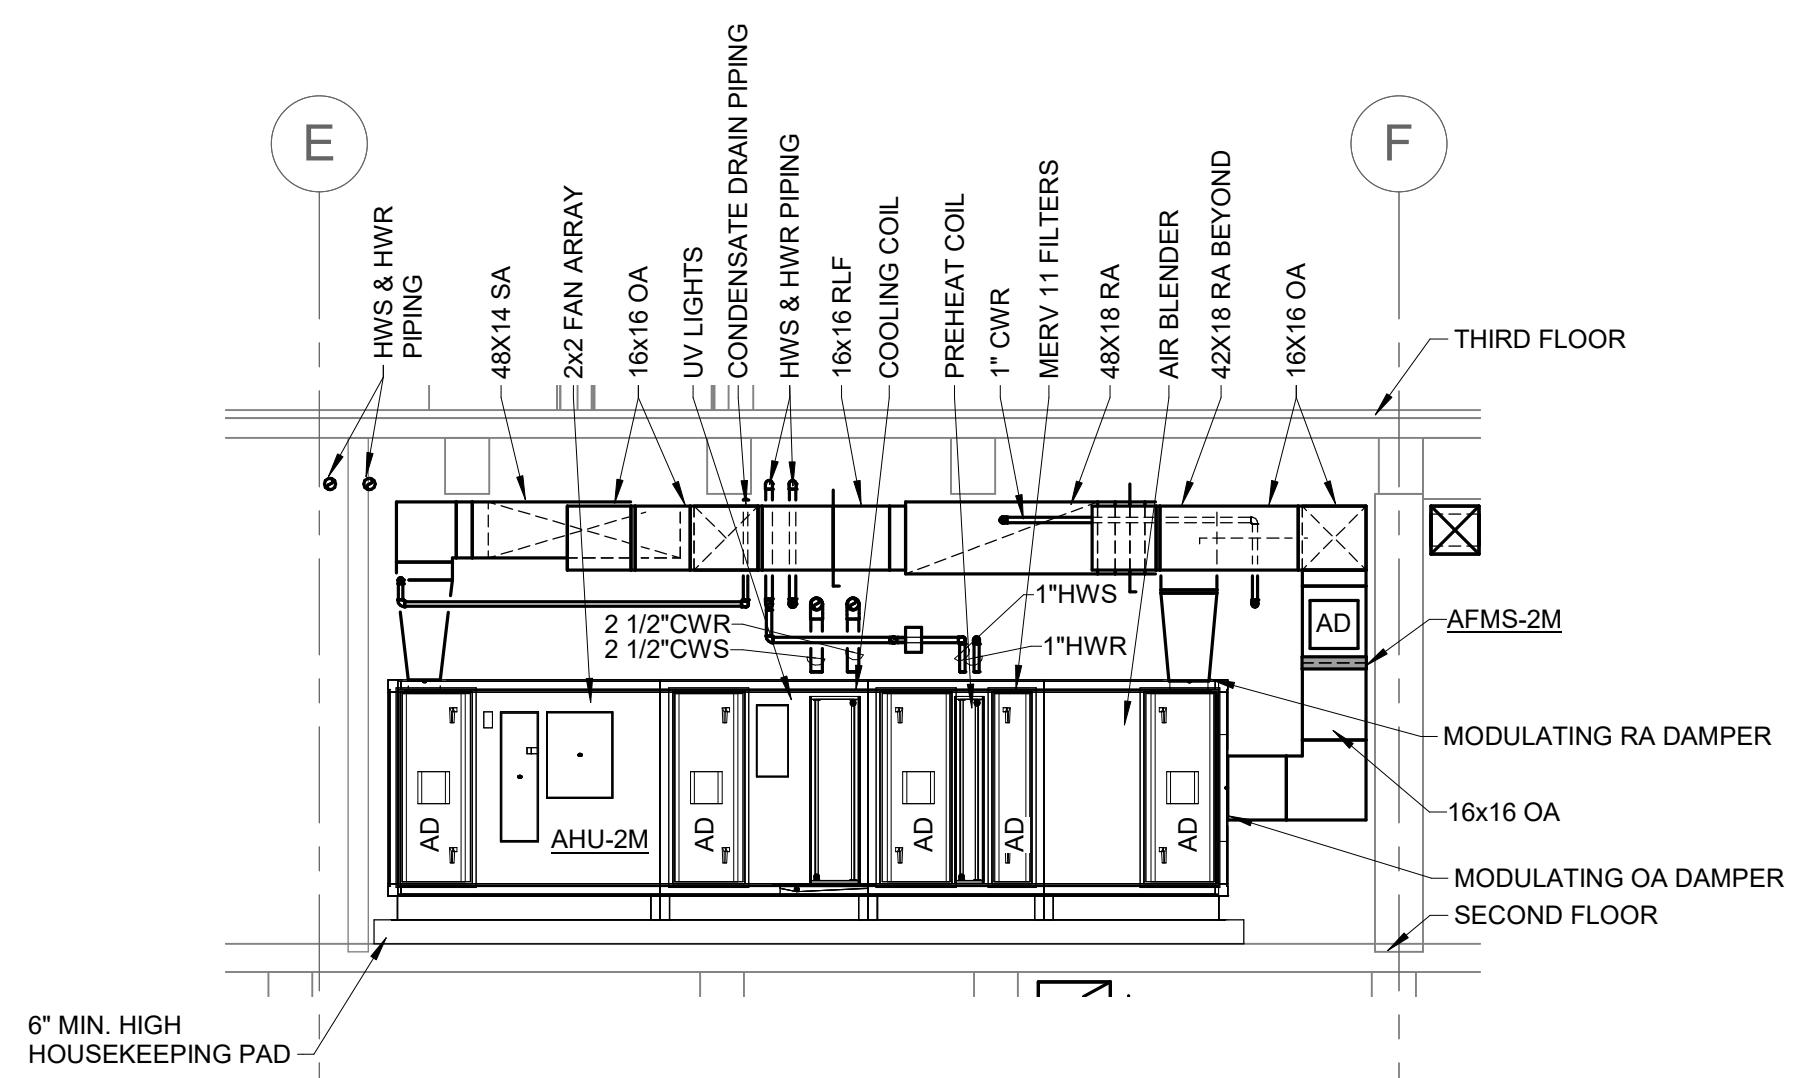 E
F
HWS & HWR
PIPING
48X14 SA
2x2 FAN ARRAY
16x16 OA
UV LIGHTS
CONDENSATE DRAIN PIPING
HWS & HWR PIPING
16x16 RLF
COOLING COIL
PREHEAT COIL
1" CWR
MERV 11 FILTERS
48X18 RA
AIR BLENDER
42X18 RA BEYOND
16X16 OA
THIRD FLOOR
1"HWS
2 1/2"CWR
2 1/2"CWS
1"HWR
AD
AFMS-2M
MODULATING RA DAMPER
16x16 OA
AD
AHU-2M
AD
AD
AD
AD
MODULATING OA DAMPER
SECOND FLOOR
6" MIN. HIGH
HOUSEKEEPING PAD